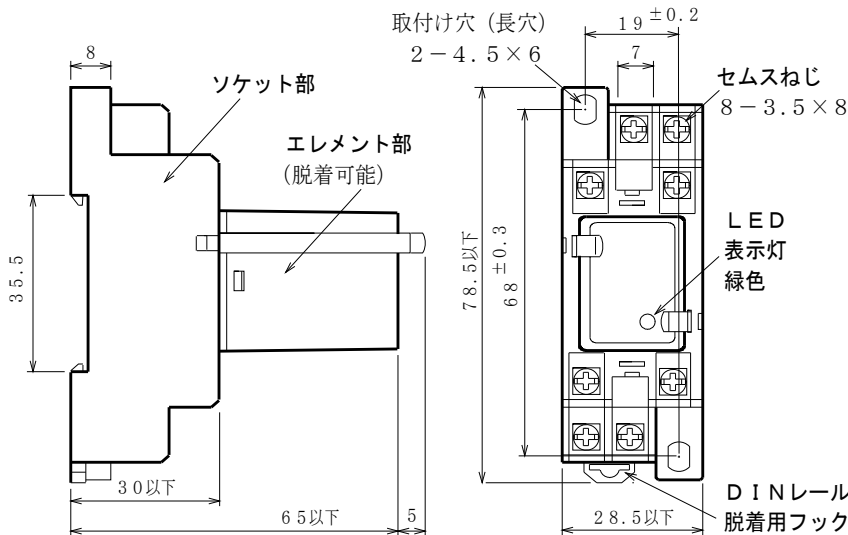 取付け穴（長穴）
２－４.５×６
１９±０.２
８
７
セムスねじ
８－３.５×８
ソケット部
エレメント部
(脱着可能)
ＬＥＤ
表示灯
緑色
３５.５
７８.５以下
６８±０.３
３０以下
６５以下
５
２８.５以下
ＤＩＮレール
脱着用フック